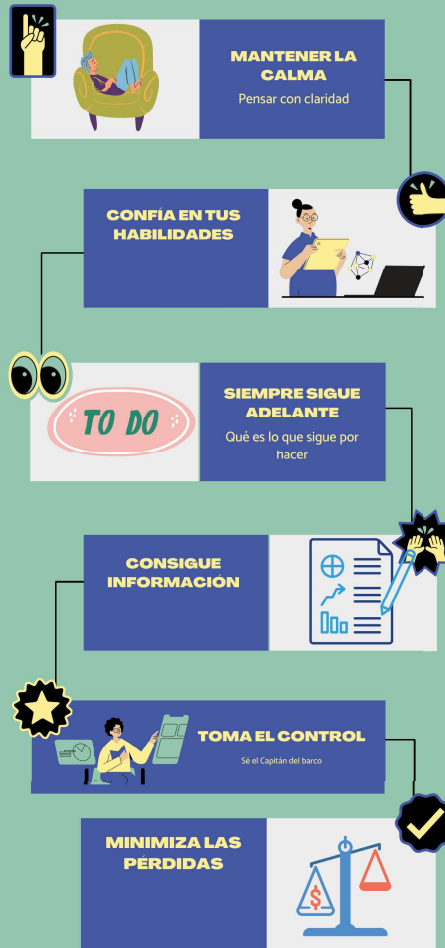 MANTENER LA
CALMA
Pensar con claridad
CONFÍA EN TUS
HABILIDADES
TO DO
SIEMPRE SIGUE
ADELANTE
Qué es lo que sigue por
hacer
CONSIGUE
INFORMACIÓN
TOMA EL CONTROL
Sé el Capitán del barco
MINIMIZA LAS
PÉRDIDAS
$